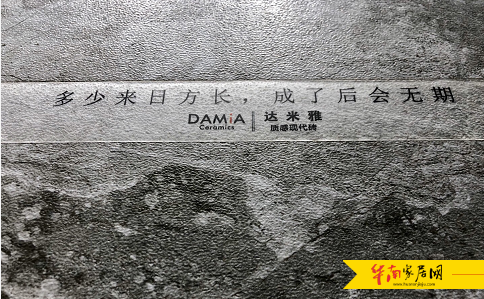 多少来日方长，成了后会无期
DAMiA
Ceramics
达米雅
质感现代砖
华南家居网